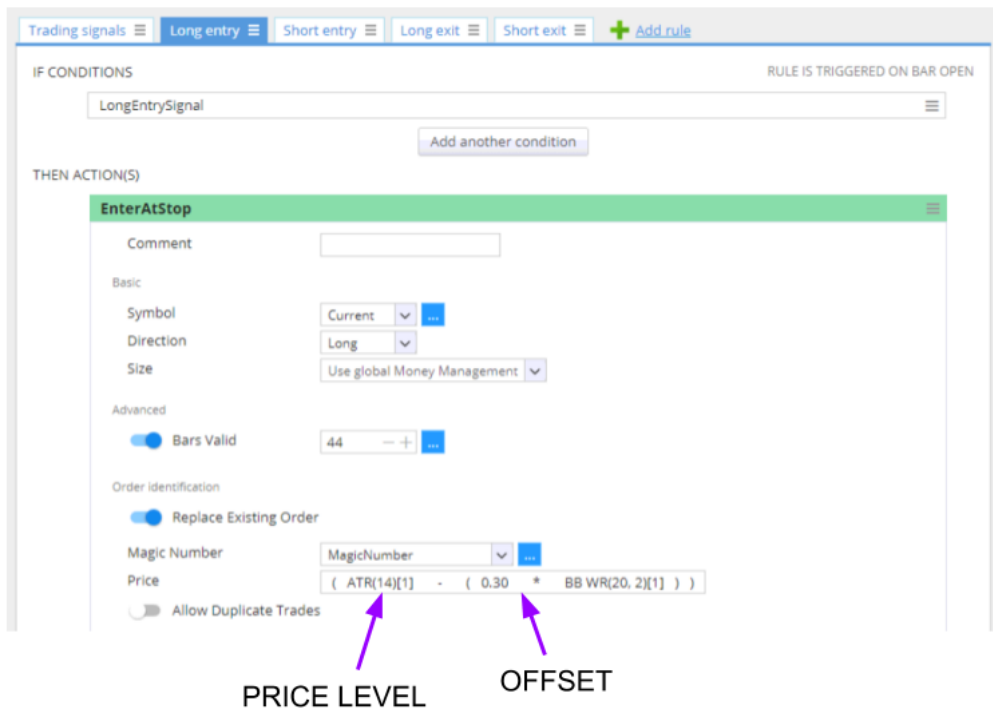 Trading signals Long entry Short entry Long exit Short exit Add rule
IF CONDITIONS RULE IS TRIGGERED ON BAR OPEN
LongEntrySignal
Add another condition
THEN ACTION(S)
EnterAtStop
Comment
Basic
Symbol Current ...
Direction Long
Size Use global Money Management
Advanced
Bars Valid 44 − + ...
Order identification
Replace Existing Order
Magic Number MagicNumber ...
Price ( ATR(14)[1] - ( 0.30 * BB WR(20, 2)[1] ) )
Allow Duplicate Trades
PRICE LEVEL OFFSET